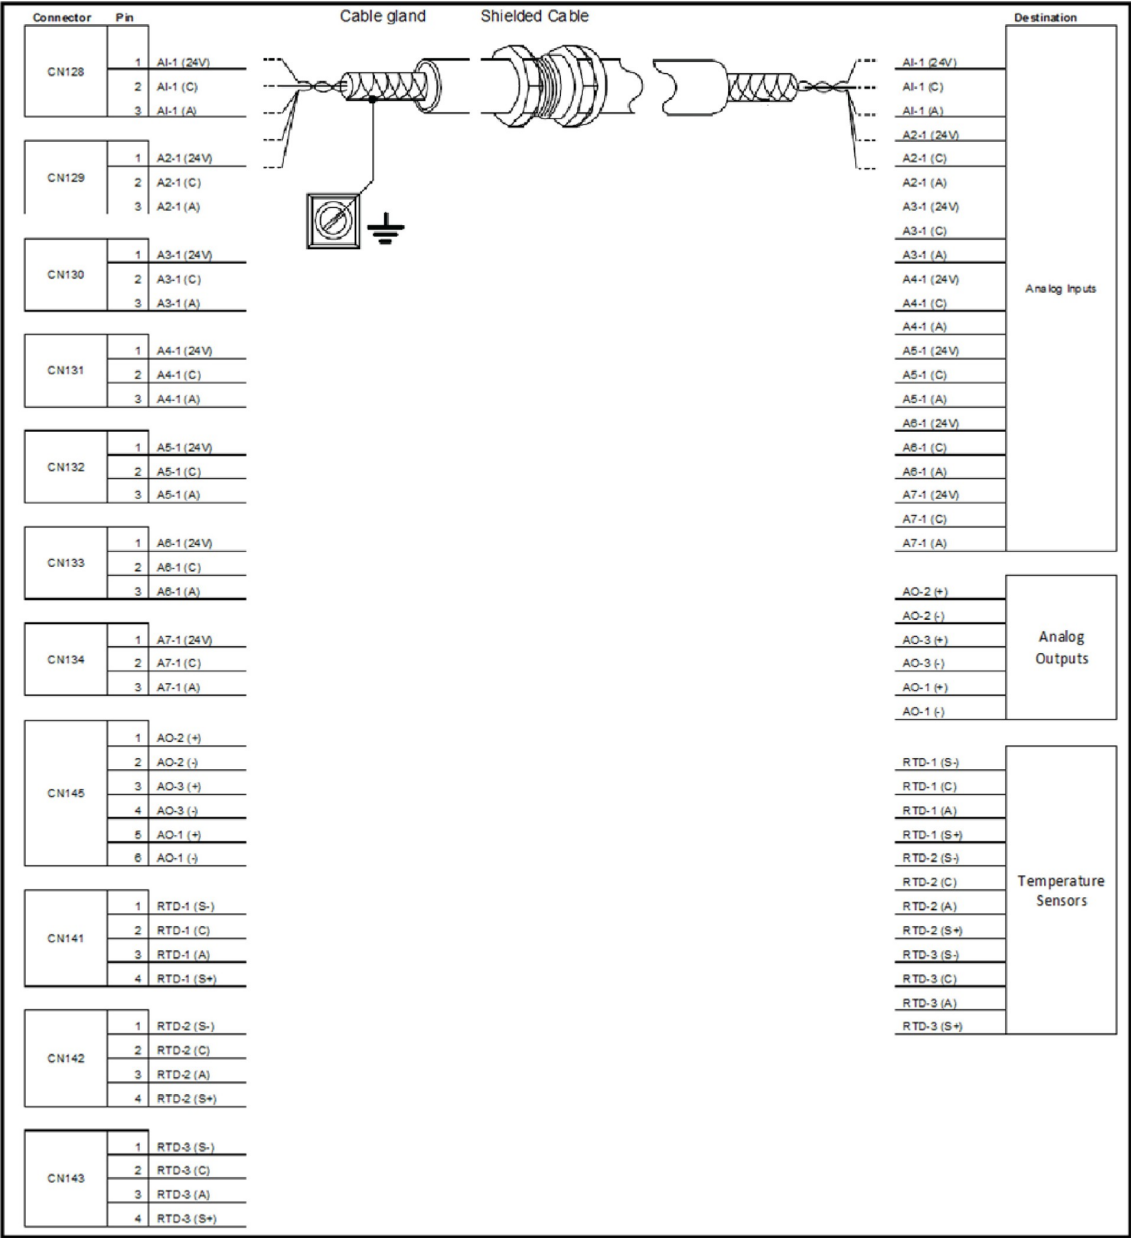 Cable gland Shielded Cable
Connector Pin
CN128
1 AI-1 (24V)
2 AI-1 (C)
3 AI-1 (A)
CN129
1 A2-1 (24V)
2 A2-1 (C)
3 A2-1 (A)
CN130
1 A3-1 (24V)
2 A3-1 (C)
3 A3-1 (A)
CN131
1 A4-1 (24V)
2 A4-1 (C)
3 A4-1 (A)
CN132
1 A5-1 (24V)
2 A5-1 (C)
3 A5-1 (A)
CN133
1 A6-1 (24V)
2 A6-1 (C)
3 A6-1 (A)
CN134
1 A7-1 (24V)
2 A7-1 (C)
3 A7-1 (A)
CN145
1 AO-2 (+)
2 AO-2 (-)
3 AO-3 (+)
4 AO-3 (-)
5 AO-1 (+)
6 AO-1 (-)
CN141
1 RTD-1 (S-)
2 RTD-1 (C)
3 RTD-1 (A)
4 RTD-1 (S+)
CN142
1 RTD-2 (S-)
2 RTD-2 (C)
3 RTD-2 (A)
4 RTD-2 (S+)
CN143
1 RTD-3 (S-)
2 RTD-3 (C)
3 RTD-3 (A)
4 RTD-3 (S+)
Destination
AI-1 (24V)
AI-1 (C)
AI-1 (A)
A2-1 (24V)
A2-1 (C)
A2-1 (A)
A3-1 (24V)
A3-1 (C)
A3-1 (A)
A4-1 (24V)
A4-1 (C)
A4-1 (A)
A5-1 (24V)
A5-1 (C)
A5-1 (A)
A6-1 (24V)
A6-1 (C)
A6-1 (A)
A7-1 (24V)
A7-1 (C)
A7-1 (A)
Analog Inputs
AO-2 (+)
AO-2 (-)
AO-3 (+)
AO-3 (-)
AO-1 (+)
AO-1 (-)
Analog
Outputs
RTD-1 (S-)
RTD-1 (C)
RTD-1 (A)
RTD-1 (S+)
RTD-2 (S-)
RTD-2 (C)
RTD-2 (A)
RTD-2 (S+)
RTD-3 (S-)
RTD-3 (C)
RTD-3 (A)
RTD-3 (S+)
Temperature
Sensors